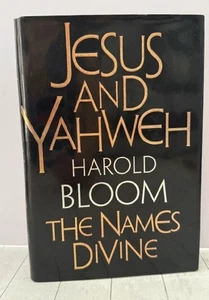 JESUS
AND
YAHWEH
HAROLD
BLOOM
THE NAMES
DIVINE